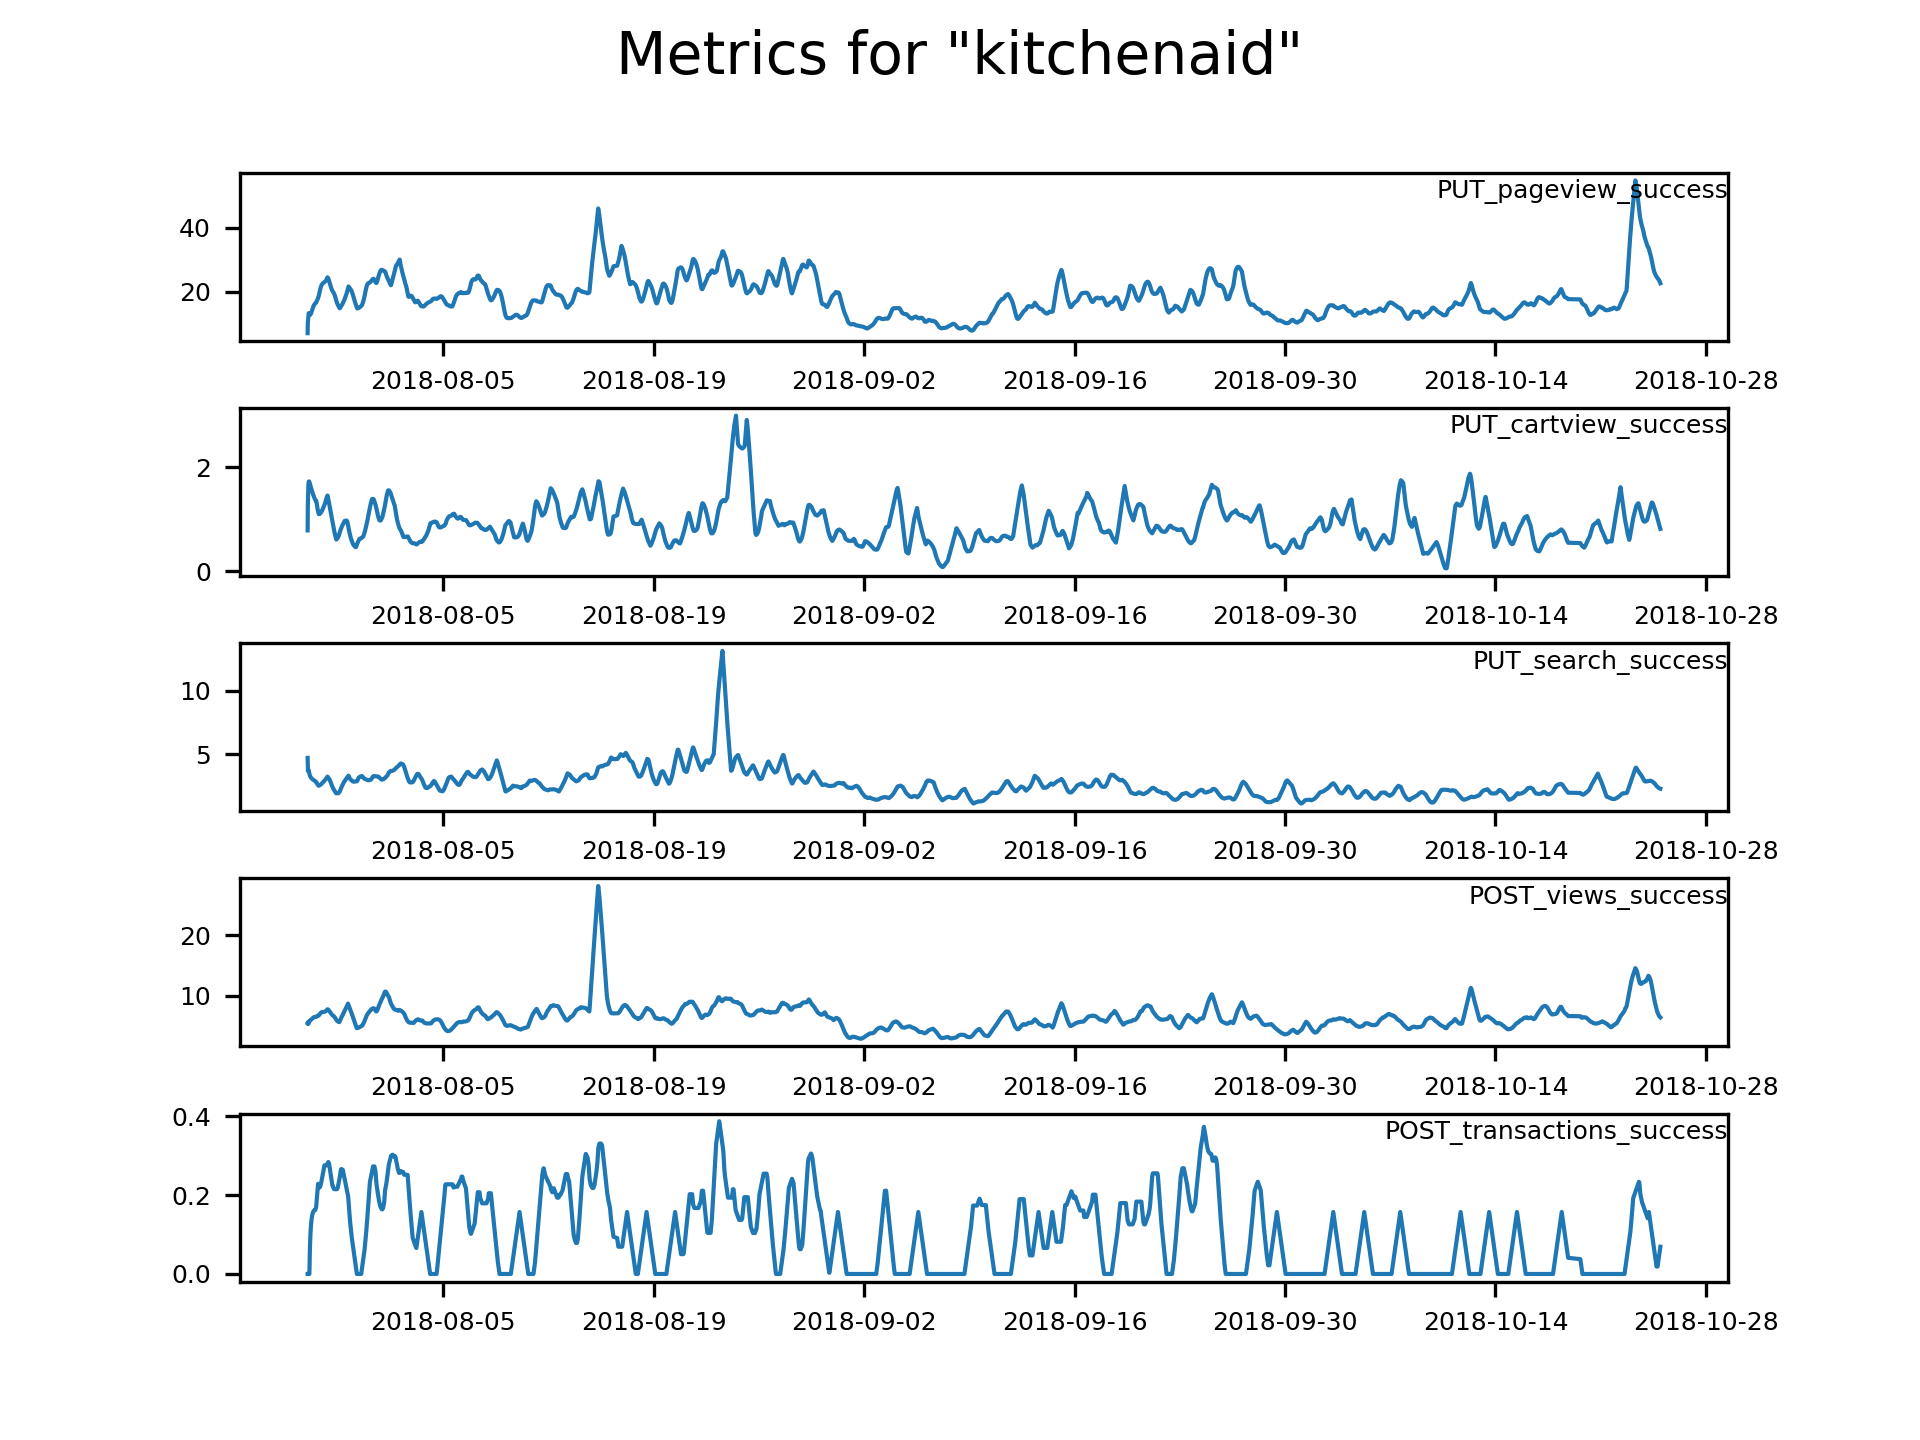 Metrics for "kitchenaid"
PUT_pageview_success
40
20
2018-08-05 2018-08-19 2018-09-02 2018-09-16 2018-09-30 2018-10-14 2018-10-28
PUT_cartview_success
2
0
2018-08-05 2018-08-19 2018-09-02 2018-09-16 2018-09-30 2018-10-14 2018-10-28
PUT_search_success
10
5
2018-08-05 2018-08-19 2018-09-02 2018-09-16 2018-09-30 2018-10-14 2018-10-28
POST_views_success
20
10
2018-08-05 2018-08-19 2018-09-02 2018-09-16 2018-09-30 2018-10-14 2018-10-28
0.4
POST_transactions_success
0.2
0.0
2018-08-05 2018-08-19 2018-09-02 2018-09-16 2018-09-30 2018-10-14 2018-10-28